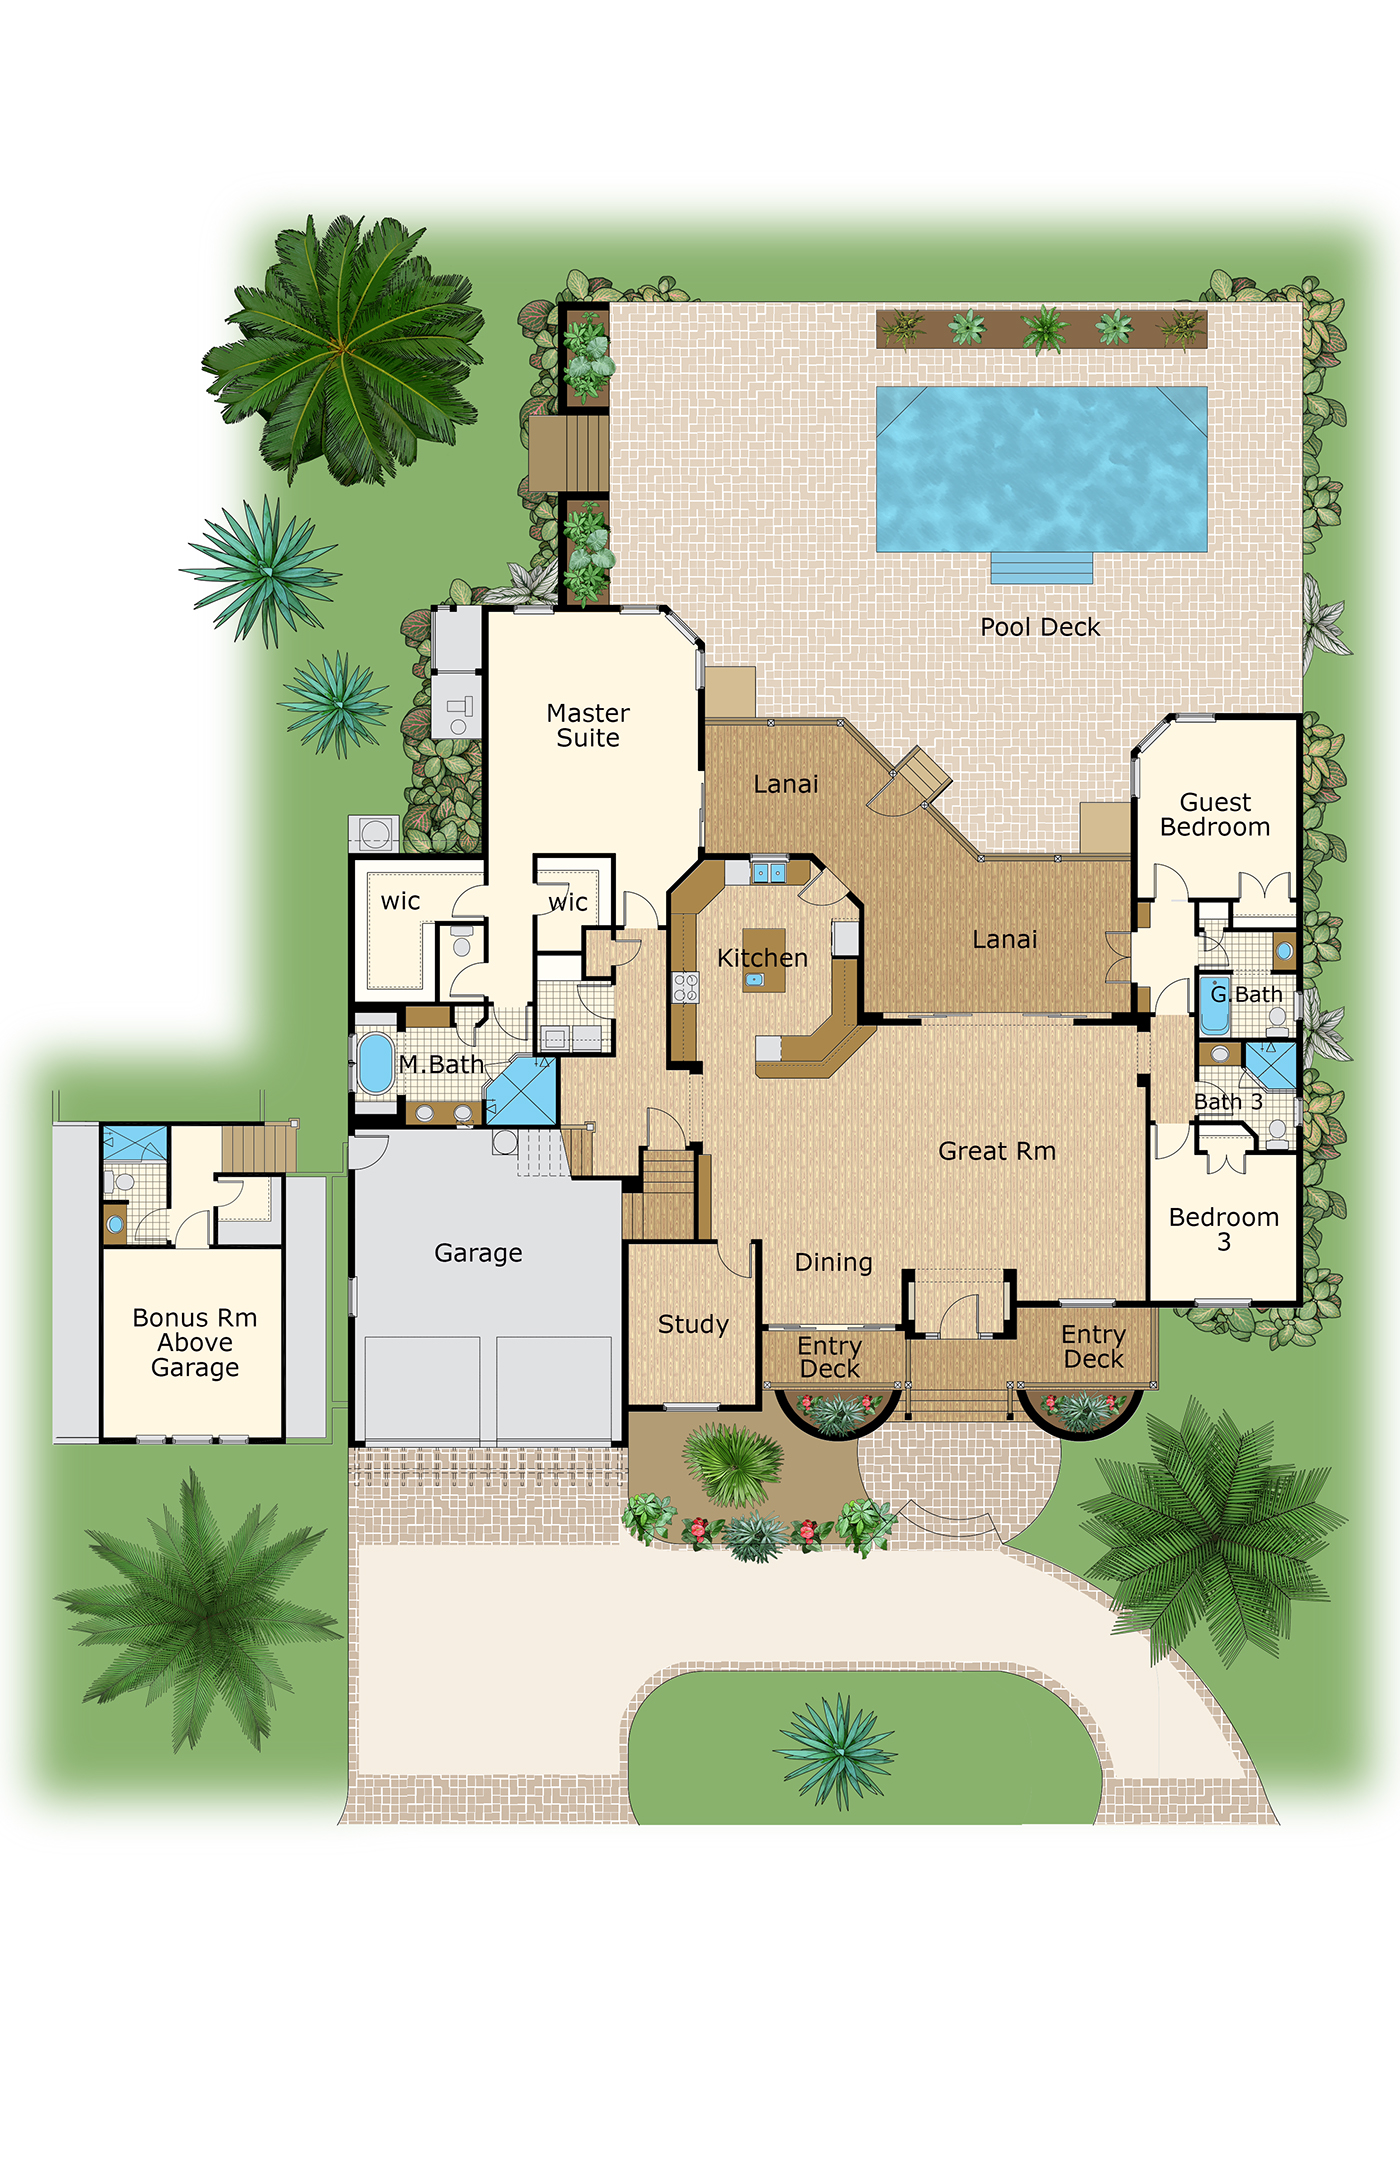 Pool Deck
Master
Suite
Lanai
Guest
Bedroom
wic
wic
Lanai
Kitchen
G.Bath
M.Bath
Bath 3
Great Rm
Bedroom
3
Garage
Dining
Bonus Rm
Above
Garage
Study
Entry
Deck
Entry
Deck